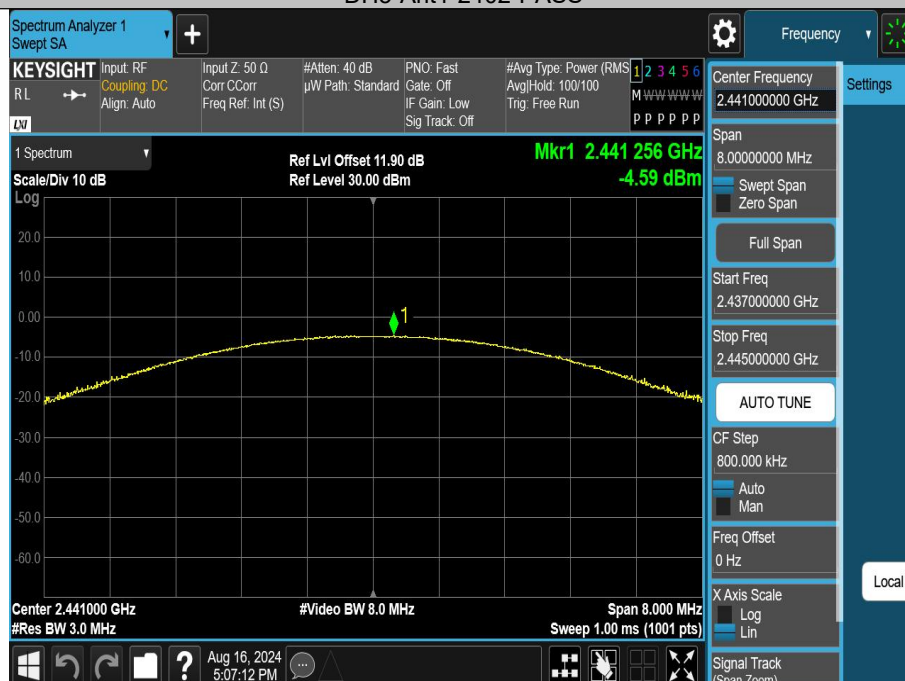 Spectrum Analyzer 1
Swept SA
Frequency
KEYSIGHT
RL
LXI
Input: RF
Coupling: DC
Align: Auto
Input Z: 50 Ω
Corr CCorr
Freq Ref: Int (S)
#Atten: 40 dB
µW Path: Standard
PNO: Fast
Gate: Off
IF Gain: Low
Sig Track: Off
#Avg Type: Power (RMS
Avg|Hold: 100/100
Trig: Free Run
1 2 3 4 5 6
M W W W W W
P P P P P P
Settings
1 Spectrum
Scale/Div 10 dB
Log
Ref Lvl Offset 11.90 dB
Ref Level 30.00 dBm
Mkr1 2.441 256 GHz
-4.59 dBm
1
20.0
10.0
0.00
-10.0
-20.0
-30.0
-40.0
-50.0
-60.0
Center 2.441000 GHz
#Res BW 3.0 MHz
#Video BW 8.0 MHz
Span 8.000 MHz
Sweep 1.00 ms (1001 pts)
Center Frequency
2.441000000 GHz
Span
8.00000000 MHz
Swept Span
Zero Span
Full Span
Start Freq
2.437000000 GHz
Stop Freq
2.445000000 GHz
AUTO TUNE
CF Step
800.000 kHz
Auto
Man
Freq Offset
0 Hz
X Axis Scale
Log
Lin
Signal Track
(Span Zoom)
Local
?
Aug 16, 2024
5:07:12 PM